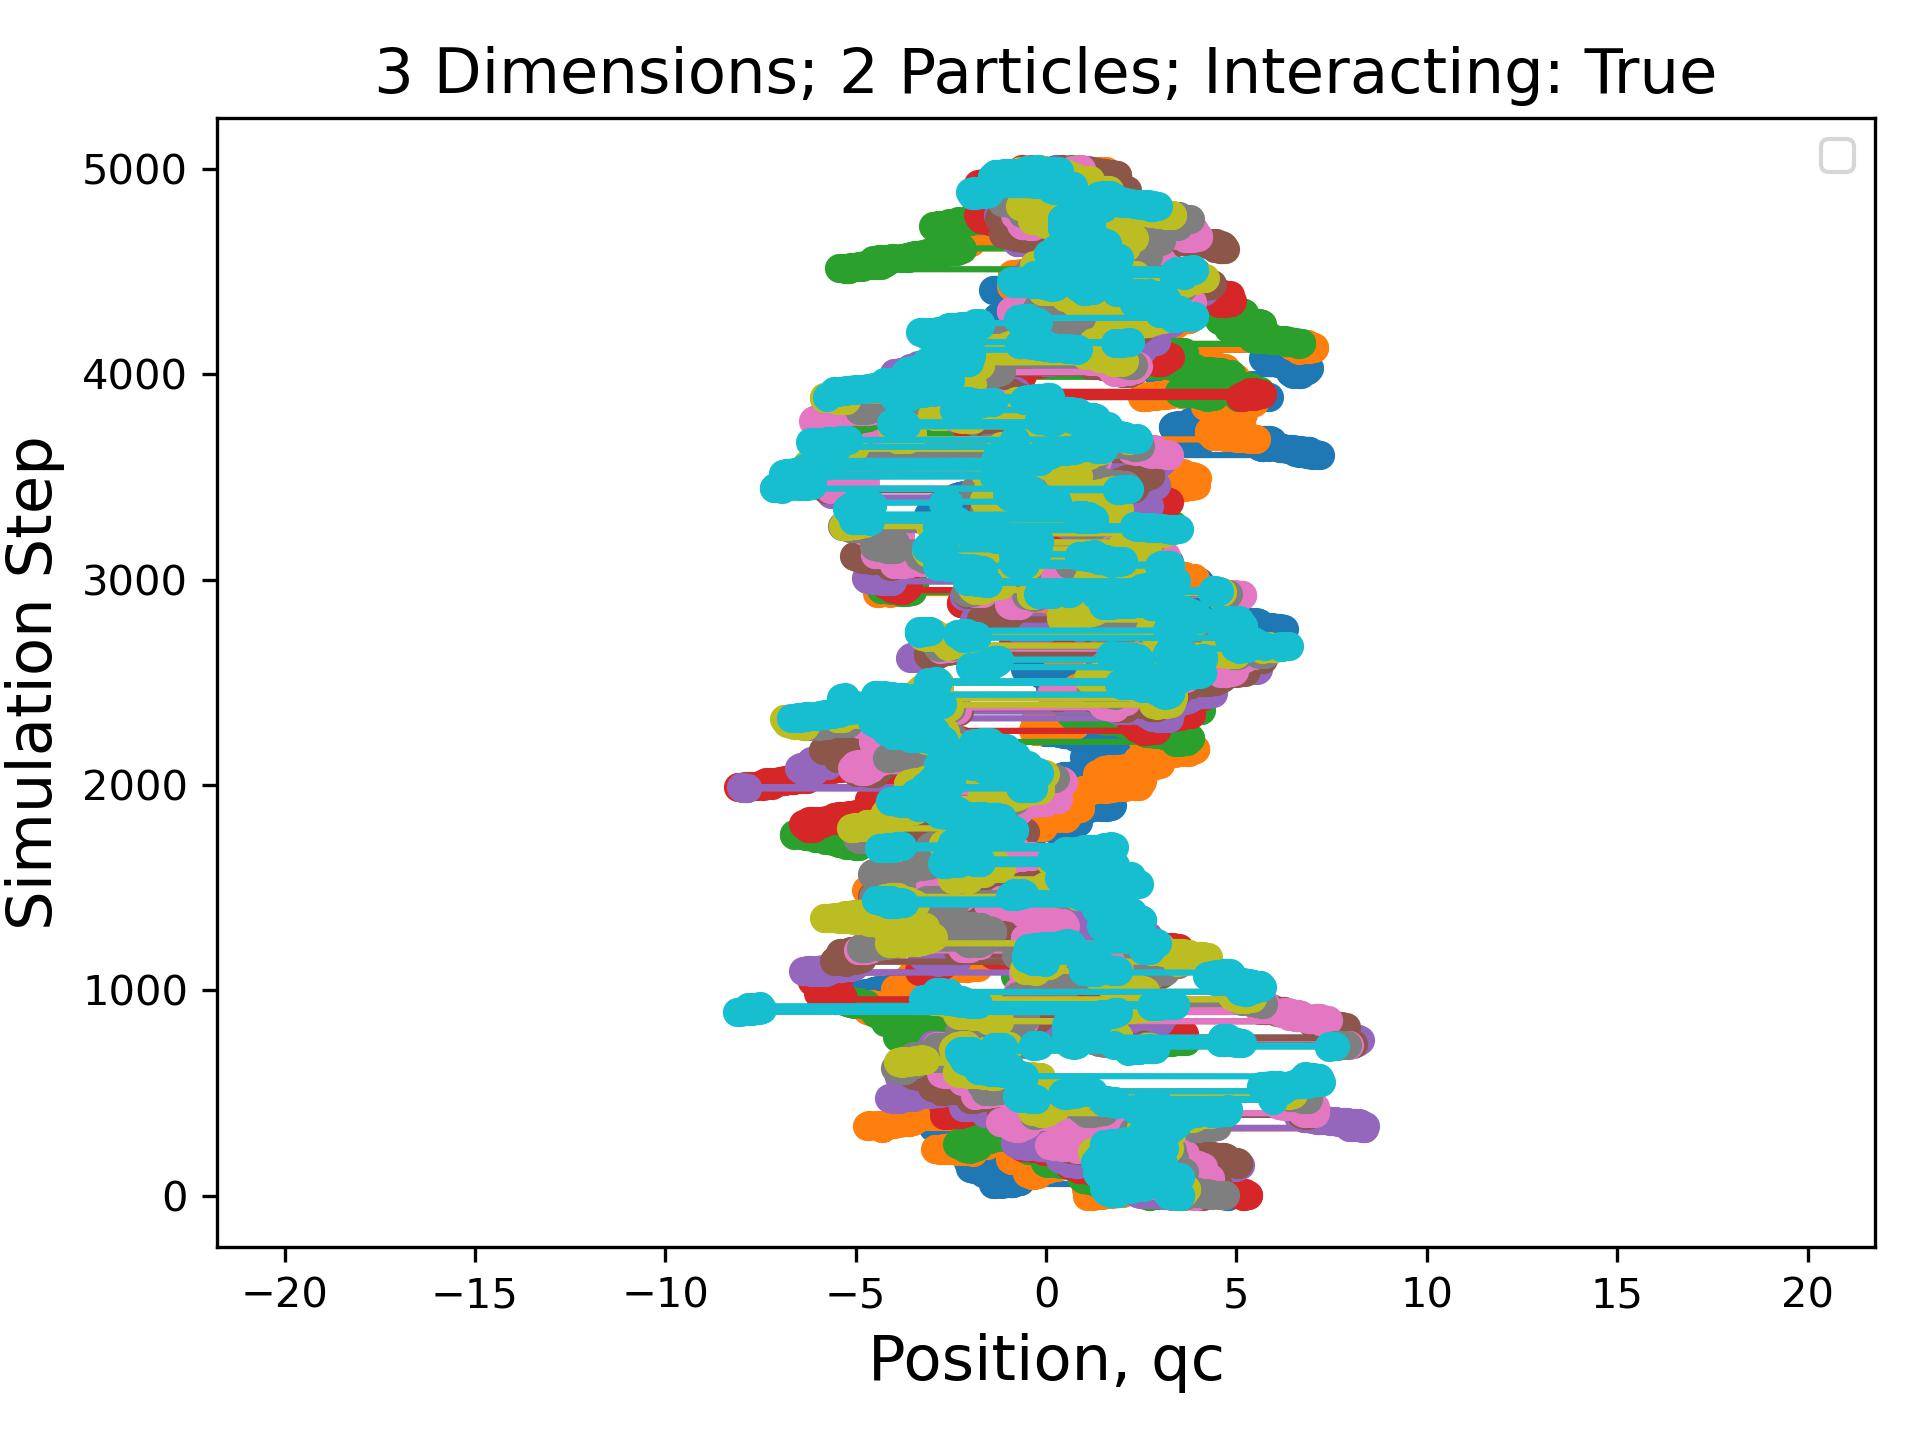 3 Dimensions; 2 Particles; Interacting: True
Simulation Step
5000
4000
3000
2000
1000
0
−20 −15 −10 −5 0 5 10 15 20
Position, qc